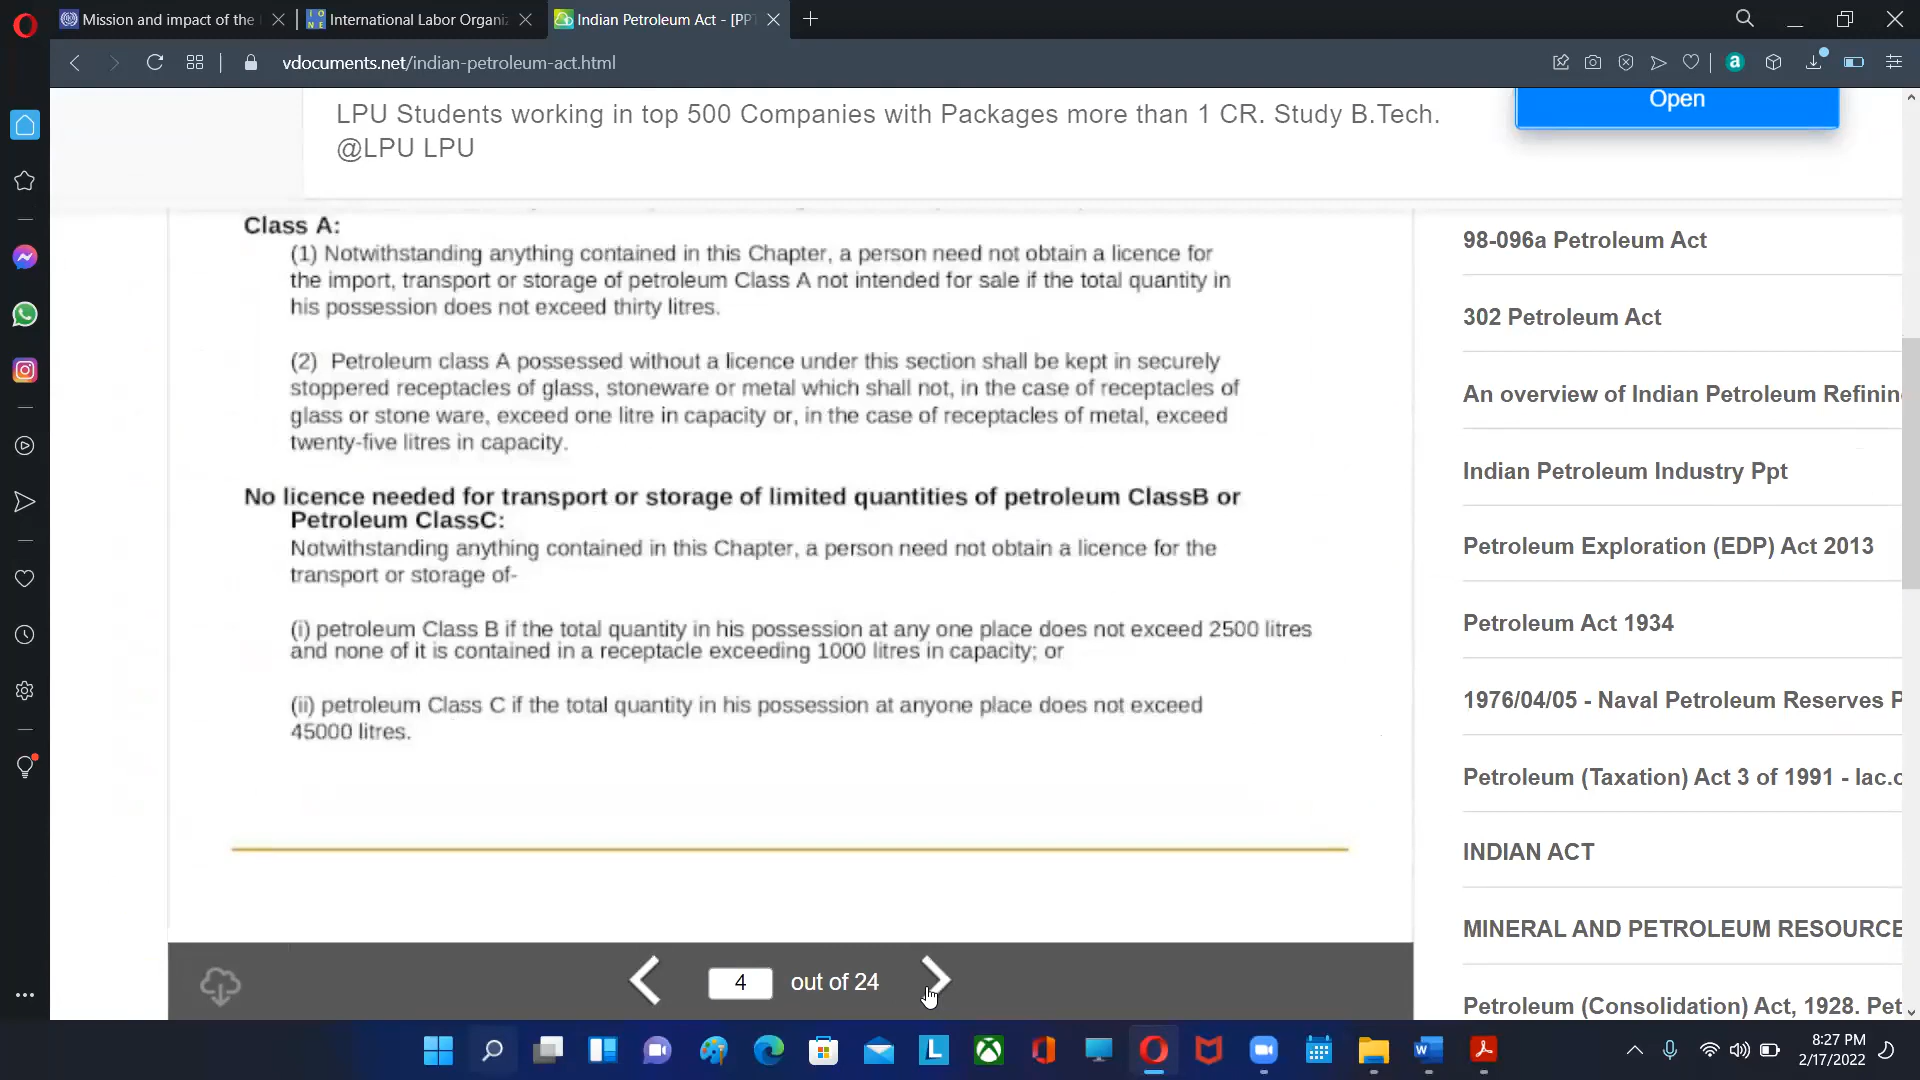 Mission and impact of the
International Labor Organiz
Indian Petroleum Act - [PPT
vdocuments.net/indian-petroleum-act.html
LPU Students working in top 500 Companies with Packages more than 1 CR. Study B.Tech.
@LPU LPU
Open
Class A:
(1) Notwithstanding anything contained in this Chapter, a person need not obtain a licence for
the import, transport or storage of petroleum Class A not intended for sale if the total quantity in
his possession does not exceed thirty litres.
(2) Petroleum class A possessed without a licence under this section shall be kept in securely
stoppered receptacles of glass, stoneware or metal which shall not, in the case of receptacles of
glass or stone ware, exceed one litre in capacity or, in the case of receptacles of metal, exceed
twenty-five litres in capacity.
No licence needed for transport or storage of limited quantities of petroleum ClassB or
Petroleum ClassC:
Notwithstanding anything contained in this Chapter, a person need not obtain a licence for the
transport or storage of-
(i) petroleum Class B if the total quantity in his possession at any one place does not exceed 2500 litres
and none of it is contained in a receptacle exceeding 1000 litres in capacity; or
(ii) petroleum Class C if the total quantity in his possession at anyone place does not exceed
45000 litres.
4 out of 24
98-096a Petroleum Act
302 Petroleum Act
An overview of Indian Petroleum Refinin
Indian Petroleum Industry Ppt
Petroleum Exploration (EDP) Act 2013
Petroleum Act 1934
1976/04/05 - Naval Petroleum Reserves P
Petroleum (Taxation) Act 3 of 1991 - lac.o
INDIAN ACT
MINERAL AND PETROLEUM RESOURCE
Petroleum (Consolidation) Act, 1928. Pet
8:27 PM
2/17/2022